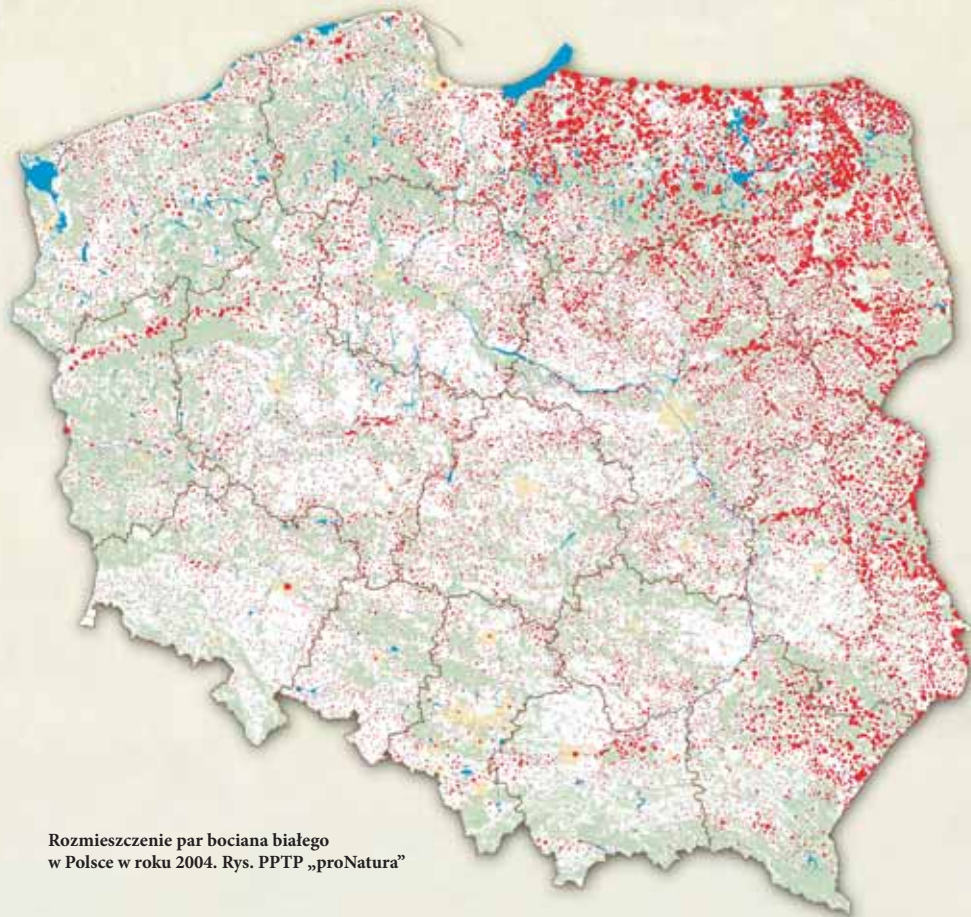 Rozmieszczenie par bociana białego
w Polsce w roku 2004. Rys. PPTP „proNatura”